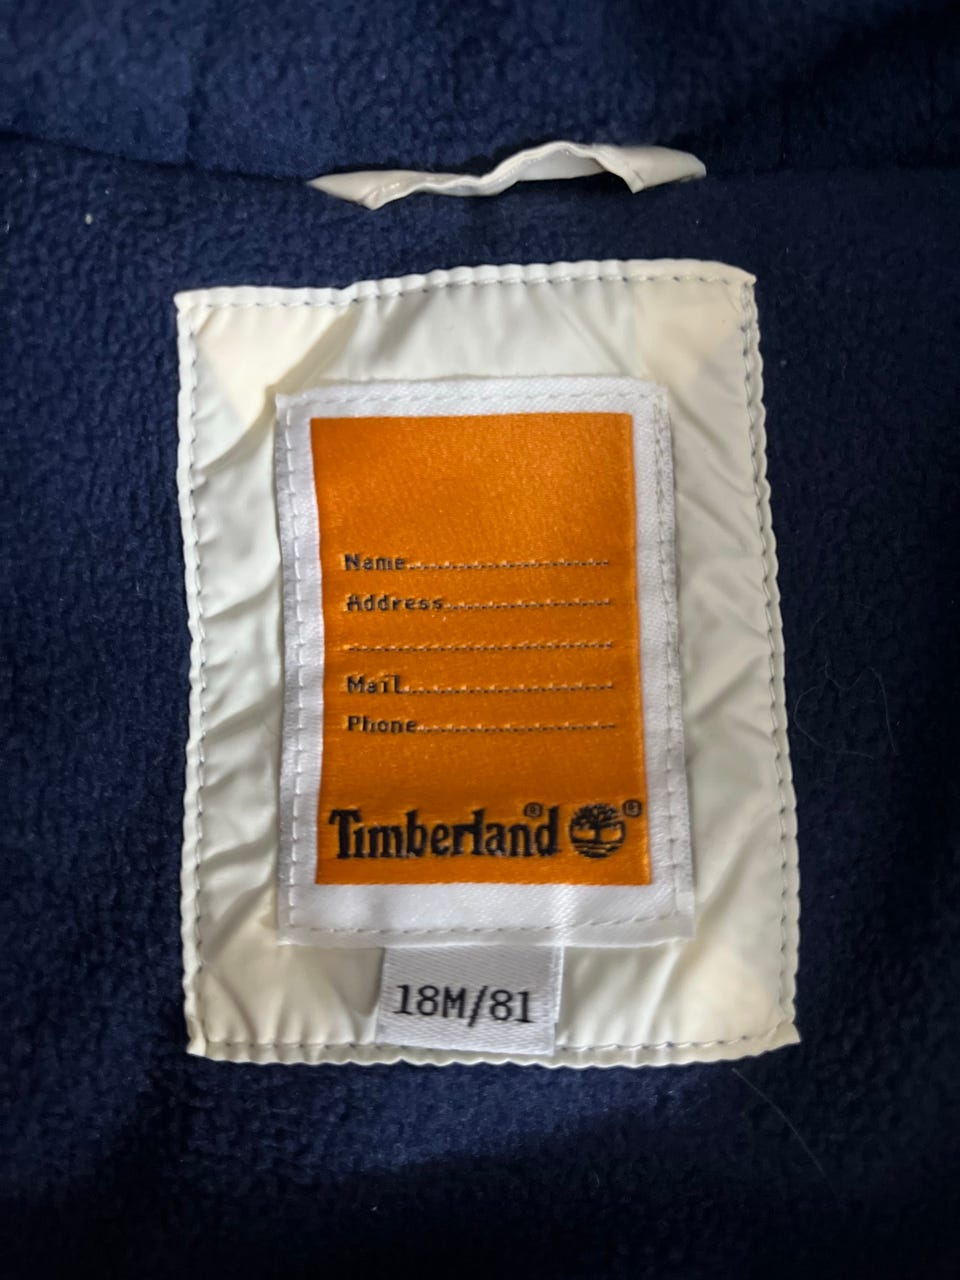 Name..............................
Address.........................
........................................
Mail..............................
Phone............................
Timberland® ®
18M/81